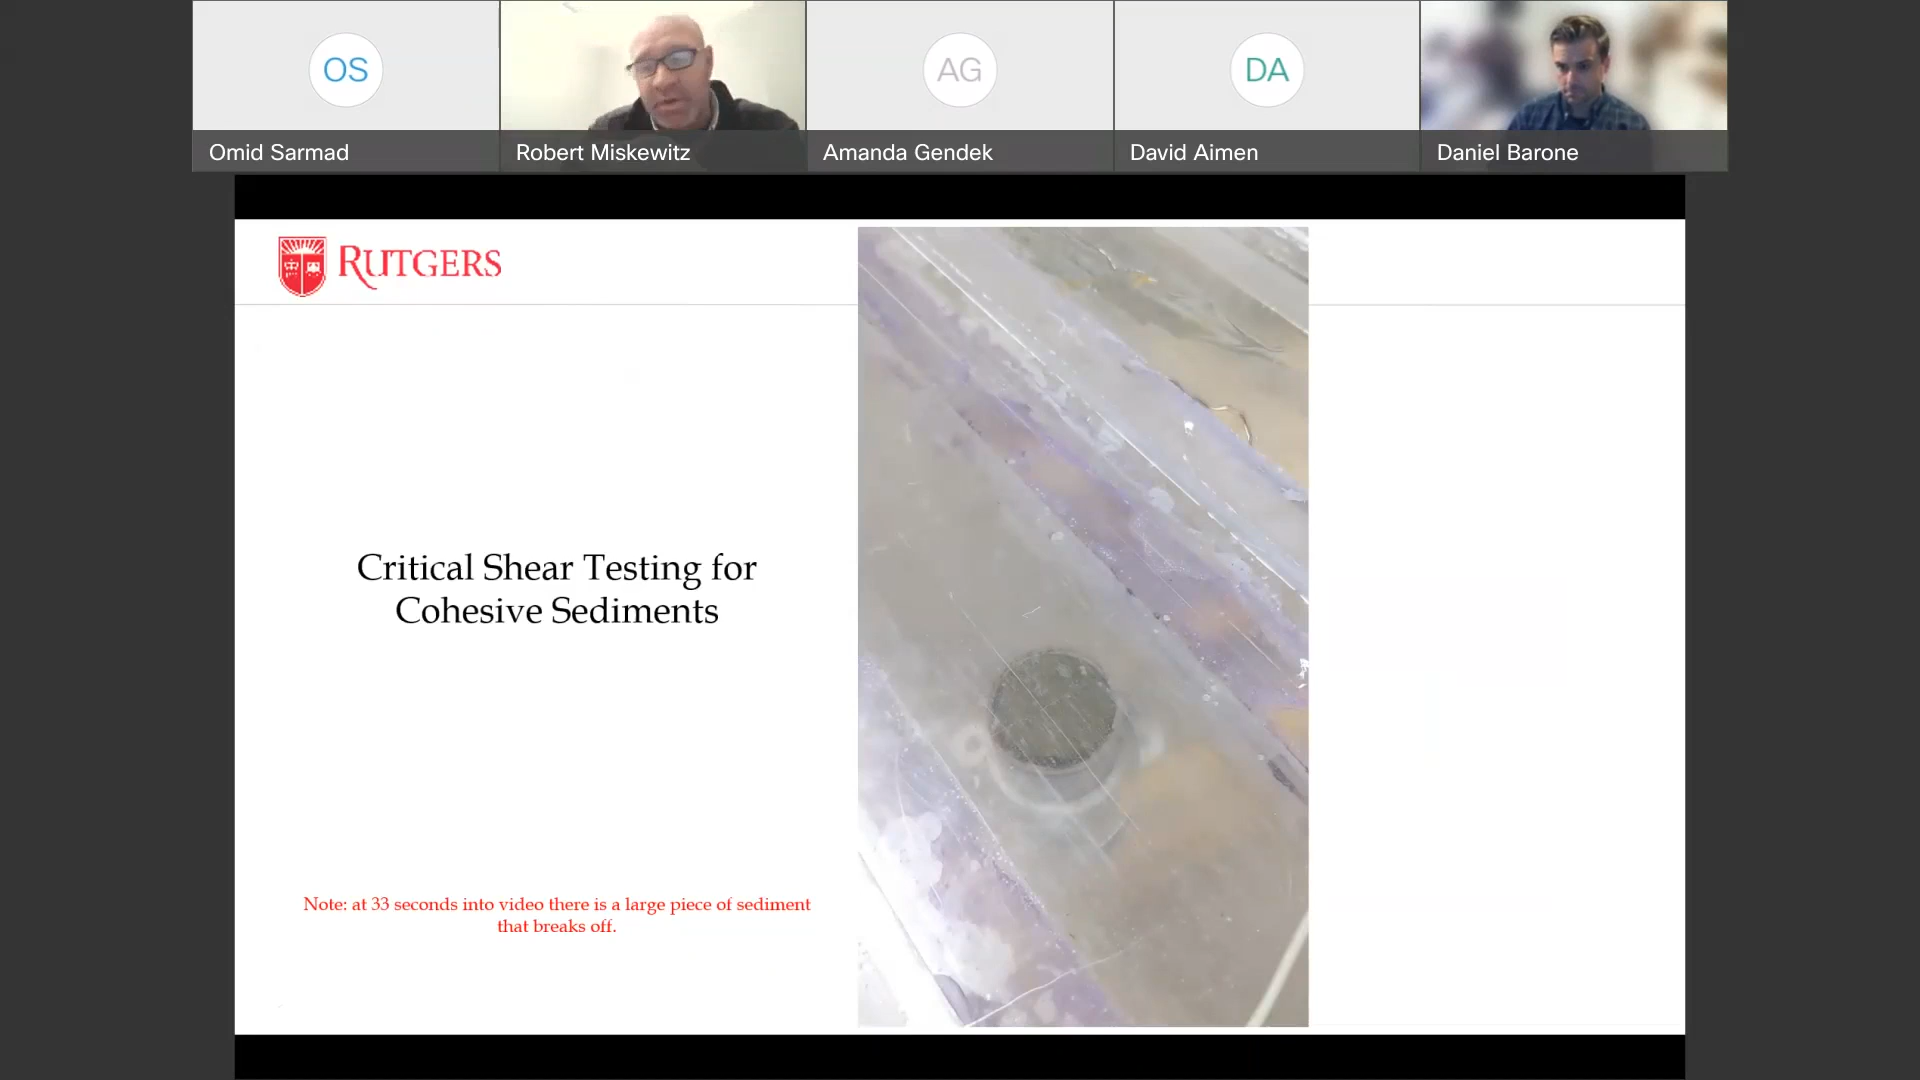 OS
AG
DA
Omid Sarmad
Robert Miskewitz
Amanda Gendek
David Aimen
Daniel Barone
RUTGERS
Critical Shear Testing for
Cohesive Sediments
Note: at 33 seconds into video there is a large piece of sediment
that breaks off.